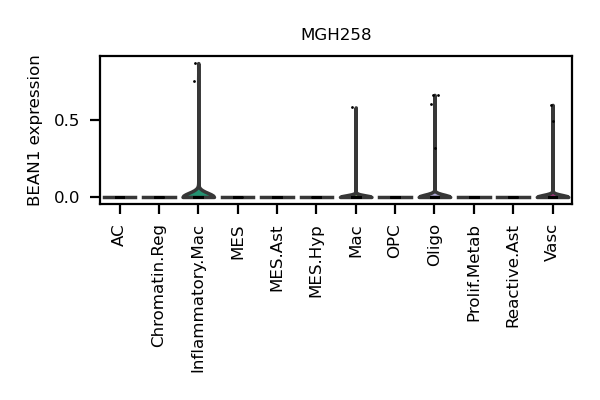 MGH258
BEAN1 expression
0.5
0.0
AC
Chromatin.Reg
Inflammatory.Mac
MES
MES.Ast
MES.Hyp
Mac
OPC
Oligo
Prolif.Metab
Reactive.Ast
Vasc